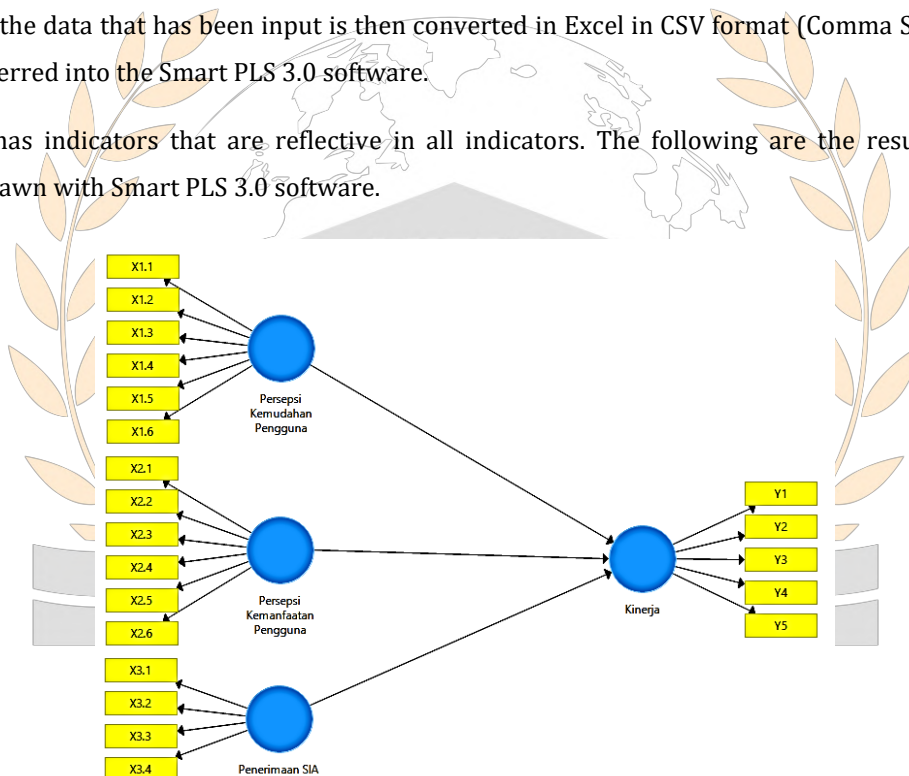 the data that has been input is then converted in Excel in CSV format (Comma S
erred into the Smart PLS 3.0 software.
has indicators that are reflective in all indicators. The following are the resu
awn with Smart PLS 3.0 software.
X1.1
X1.2
X1.3
X1.4
X1.5
X1.6
Persepsi
Kemudahan
Pengguna
X2.1
X2.2
X2.3
X2.4
X2.5
X2.6
Persepsi
Kemanfaatan
Pengguna
X3.1
X3.2
X3.3
X3.4
Penerimaan SIA
Kinerja
Y1
Y2
Y3
Y4
Y5